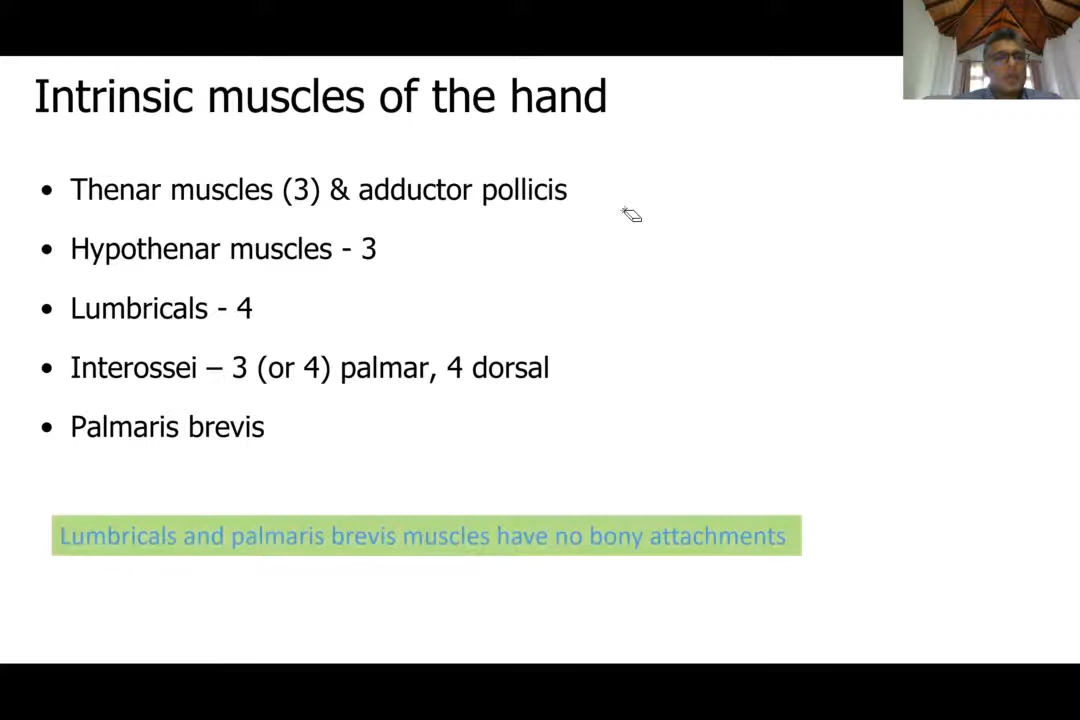 Intrinsic muscles of the hand
• Thenar muscles (3) & adductor pollicis
• Hypothenar muscles - 3
• Lumbricals - 4
• Interossei – 3 (or 4) palmar, 4 dorsal
• Palmaris brevis
Lumbricals and palmaris brevis muscles have no bony attachments